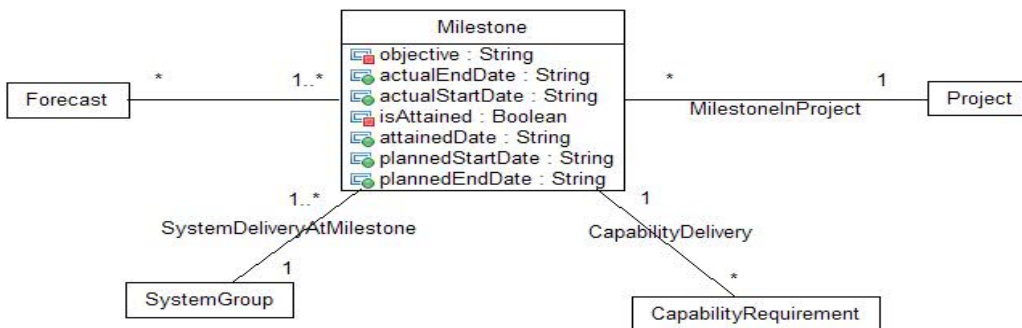 Milestone
objective : String
actualEndDate : String
actualStartDate : String
isAttained : Boolean
attainedDate : String
plannedStartDate : String
plannedEndDate : String
Forecast
*
1..*
*
1
MilestoneInProject
Project
1..*
SystemDeliveryAtMilestone
1
SystemGroup
1
CapabilityDelivery
*
CapabilityRequirement